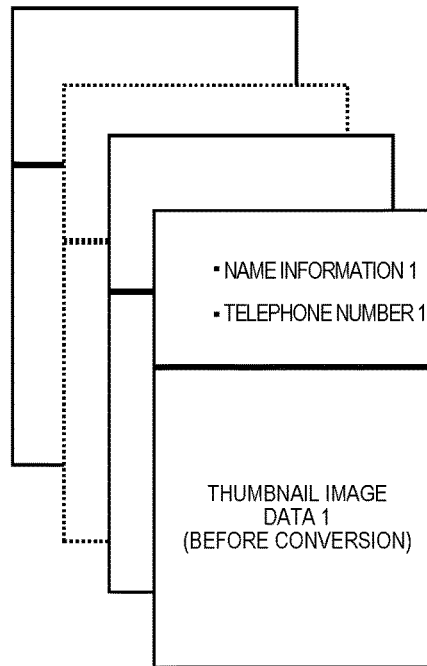 ▪ NAME INFORMATION 1
▪ TELEPHONE NUMBER 1
THUMBNAIL IMAGE
DATA 1
(BEFORE CONVERSION)